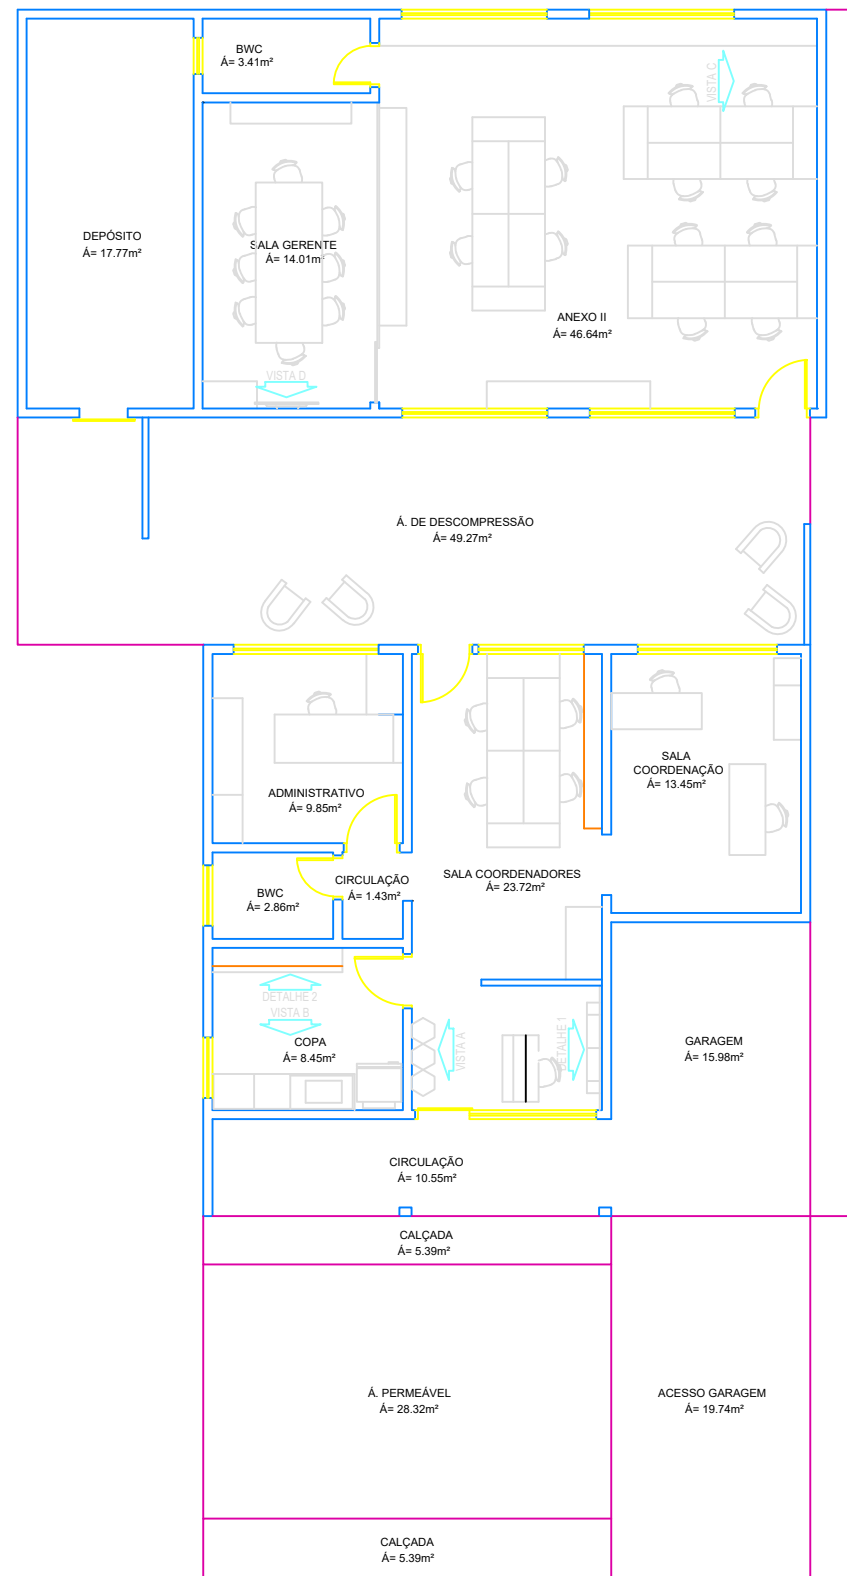 BWC
Á= 3.41m²
VISTA C
DEPÓSITO
Á= 17.77m²
SALA GERENTE
Á= 14.01m²
ANEXO II
Á= 46.64m²
VISTA D
Á. DE DESCOMPRESSÃO
Á= 49.27m²
SALA
COORDENAÇÃO
Á= 13.45m²
ADMINISTRATIVO
Á= 9.85m²
SALA COORDENADORES
Á= 23.72m²
CIRCULAÇÃO
Á= 1.43m²
BWC
Á= 2.86m²
DETALHE 2
VISTA B
COPA
Á= 8.45m²
VISTA A
DETALHE 1
GARAGEM
Á= 15.98m²
CIRCULAÇÃO
Á= 10.55m²
CALÇADA
Á= 5.39m²
Á. PERMEÁVEL
Á= 28.32m²
ACESSO GARAGEM
Á= 19.74m²
CALÇADA
Á= 5.39m²